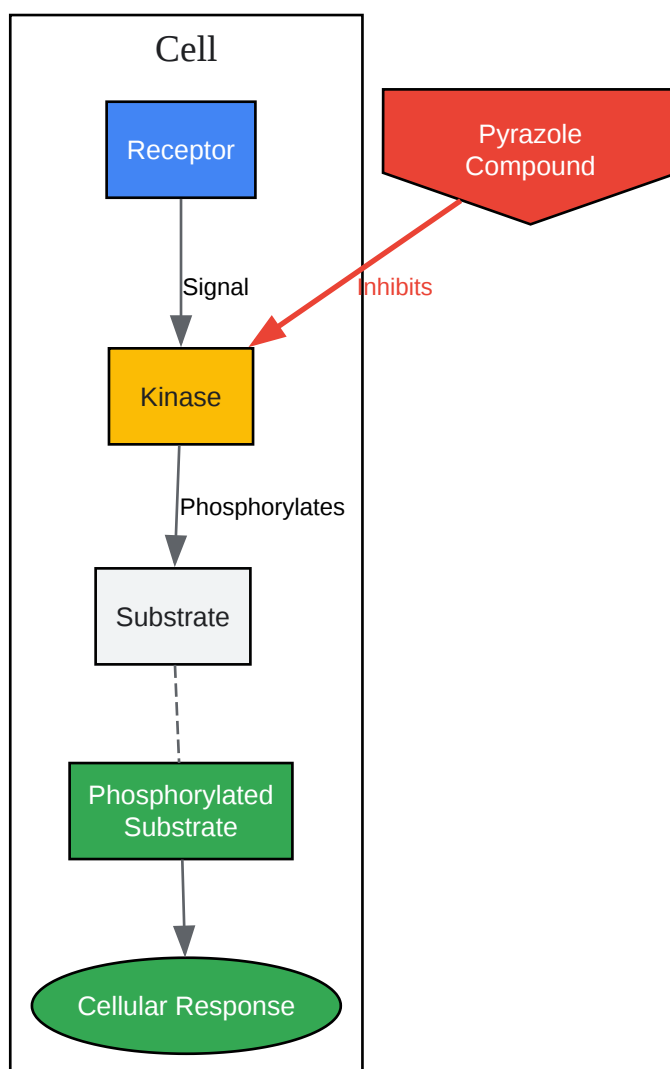 Cell
Receptor
Pyrazole
Compound
Signal
Inhibits
Kinase
Phosphorylates
Substrate
Phosphorylated
Substrate
Cellular Response